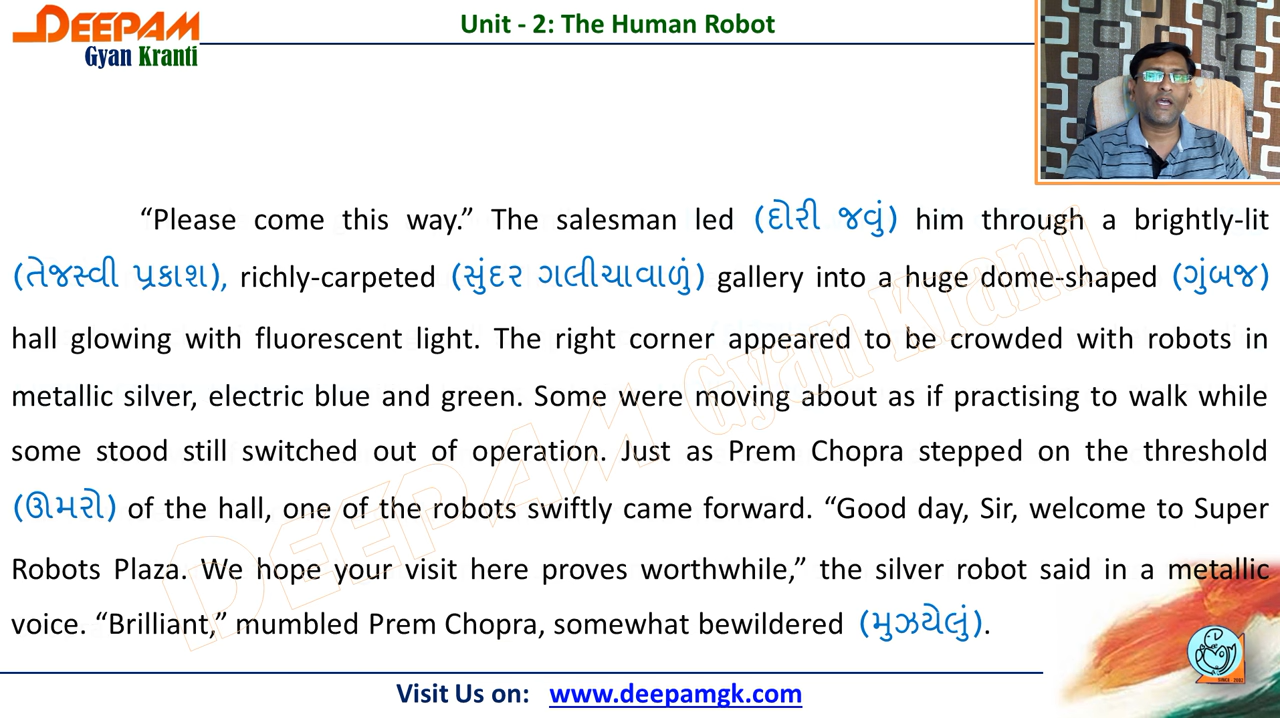 DEEPAM
Gyan Kranti
Unit - 2: The Human Robot
“Please come this way.” The salesman led (દોરી જવું) him through a brightly-lit
(તેજસ્વી પ્રકાશ), richly-carpeted (સુંદર ગલીચાવાળું) gallery into a huge dome-shaped (ગુંબજ)
hall glowing with fluorescent light. The right corner appeared to be crowded with robots in
metallic silver, electric blue and green. Some were moving about as if practising to walk while
some stood still switched out of operation. Just as Prem Chopra stepped on the threshold
(ઊમરો) of the hall, one of the robots swiftly came forward. “Good day, Sir, welcome to Super
Robots Plaza. We hope your visit here proves worthwhile,” the silver robot said in a metallic
voice. “Brilliant,” mumbled Prem Chopra, somewhat bewildered (મુઝયેલું).
DEEPAM Gyan Kranti
SINCE 2002
Visit Us on: www.deepamgk.com